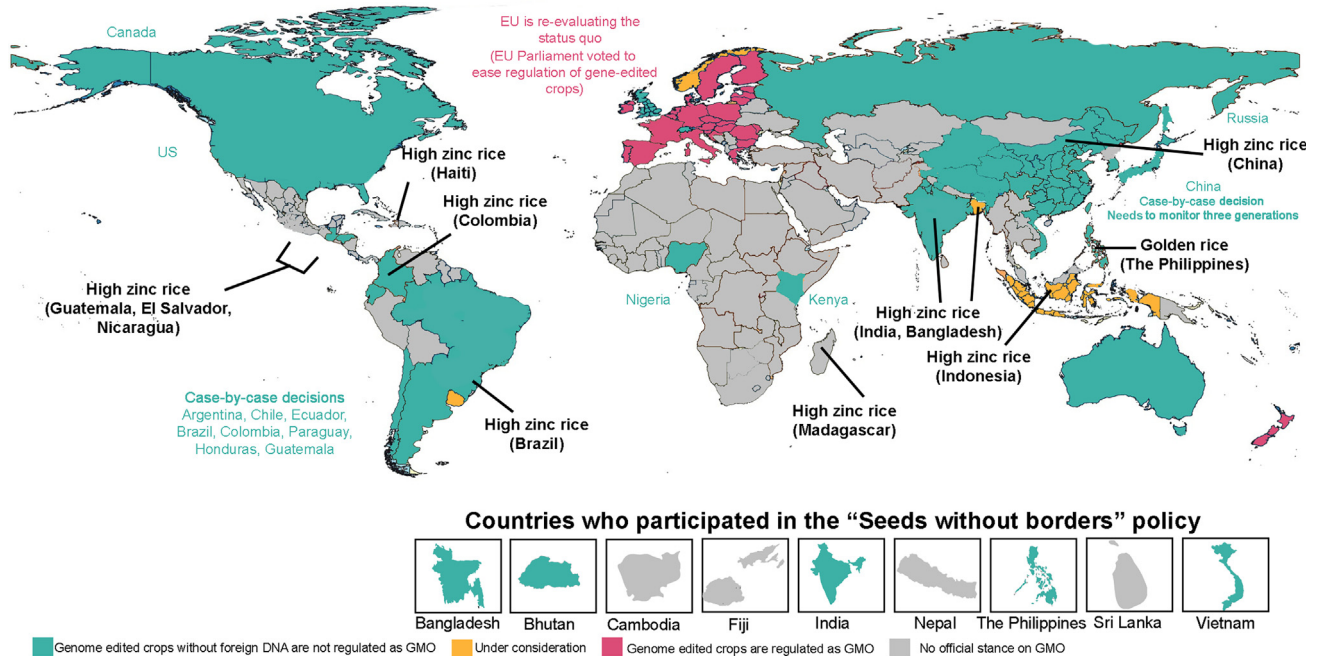 Canada
EU is re-evaluating the
status quo
(EU Parliament voted to
ease regulation of gene-edited
crops)
US
Russia
High zinc rice
(Haiti)
High zinc rice
(China)
High zinc rice
(Colombia)
China
Case-by-case decision
Needs to monitor three generations
Golden rice
(The Philippines)
High zinc rice
(Guatemala, El Salvador,
Nicaragua)
Nigeria
Kenya
High zinc rice
(India, Bangladesh)
High zinc rice
(Indonesia)
Case-by-case decisions
Argentina, Chile, Ecuador,
Brazil, Colombia, Paraguay,
Honduras, Guatemala
High zinc rice
(Brazil)
High zinc rice
(Madagascar)
Countries who participated in the “Seeds without borders” policy
Bangladesh
Bhutan
Cambodia
Fiji
India
Nepal
The Philippines
Sri Lanka
Vietnam
Genome edited crops without foreign DNA are not regulated as GMO
Under consideration
Genome edited crops are regulated as GMO
No official stance on GMO